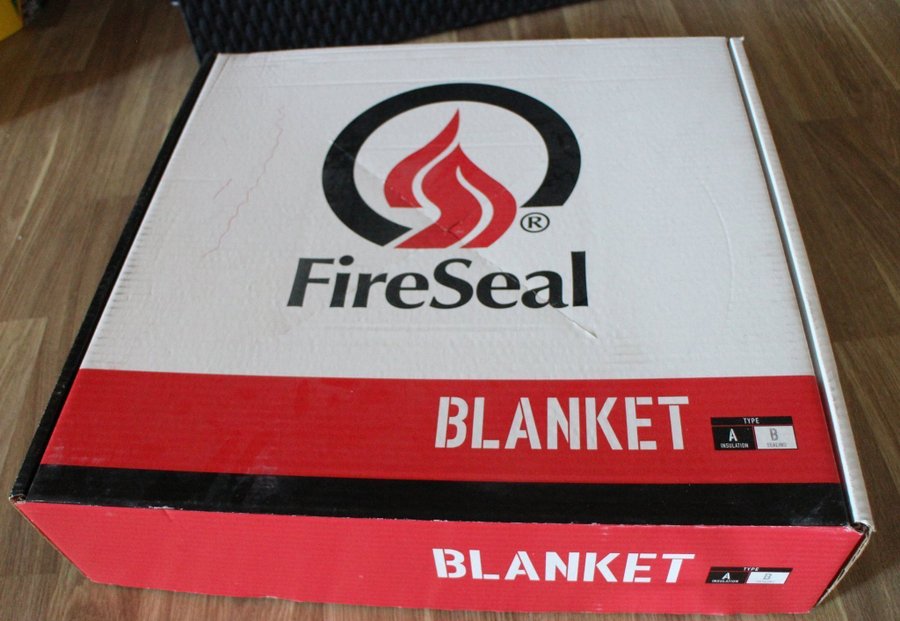 ®
FireSeal
BLANKET
TYPE
A B
INSULATION SEALING
BLANKET
TYPE
A B
INSULATION